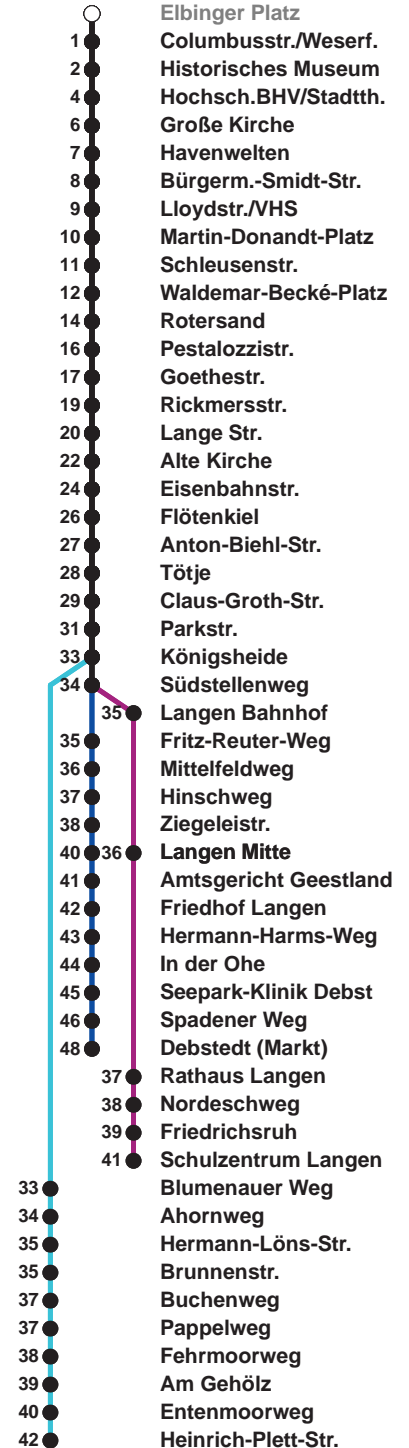 Elbinger Platz
1 Columbusstr./Weserf.
2 Historisches Museum
4 Hochsch.BHV/Stadtth.
6 Große Kirche
7 Havenwelten
8 Bürgerm.-Smidt-Str.
9 Lloydstr./VHS
10 Martin-Donandt-Platz
11 Schleusenstr.
12 Waldemar-Becké-Platz
14 Rotersand
16 Pestalozzistr.
17 Goethestr.
19 Rickmersstr.
20 Lange Str.
22 Alte Kirche
24 Eisenbahnstr.
26 Flötenkiel
27 Anton-Biehl-Str.
28 Tötje
29 Claus-Groth-Str.
31 Parkstr.
33 Königsheide
34 Südstellenweg
35 Langen Bahnhof
35 Fritz-Reuter-Weg
36 Mittelfeldweg
37 Hinschweg
38 Ziegeleistr.
40 36 Langen Mitte
41 Amtsgericht Geestland
42 Friedhof Langen
43 Hermann-Harms-Weg
44 In der Ohe
45 Seepark-Klinik Debst
46 Spadener Weg
48 Debstedt (Markt)
37 Rathaus Langen
38 Nordeschweg
39 Friedrichsruh
41 Schulzentrum Langen
33 Blumenauer Weg
34 Ahornweg
35 Hermann-Löns-Str.
35 Brunnenstr.
37 Buchenweg
37 Pappelweg
38 Fehrmoorweg
39 Am Gehölz
40 Entenmoorweg
42 Heinrich-Plett-Str.